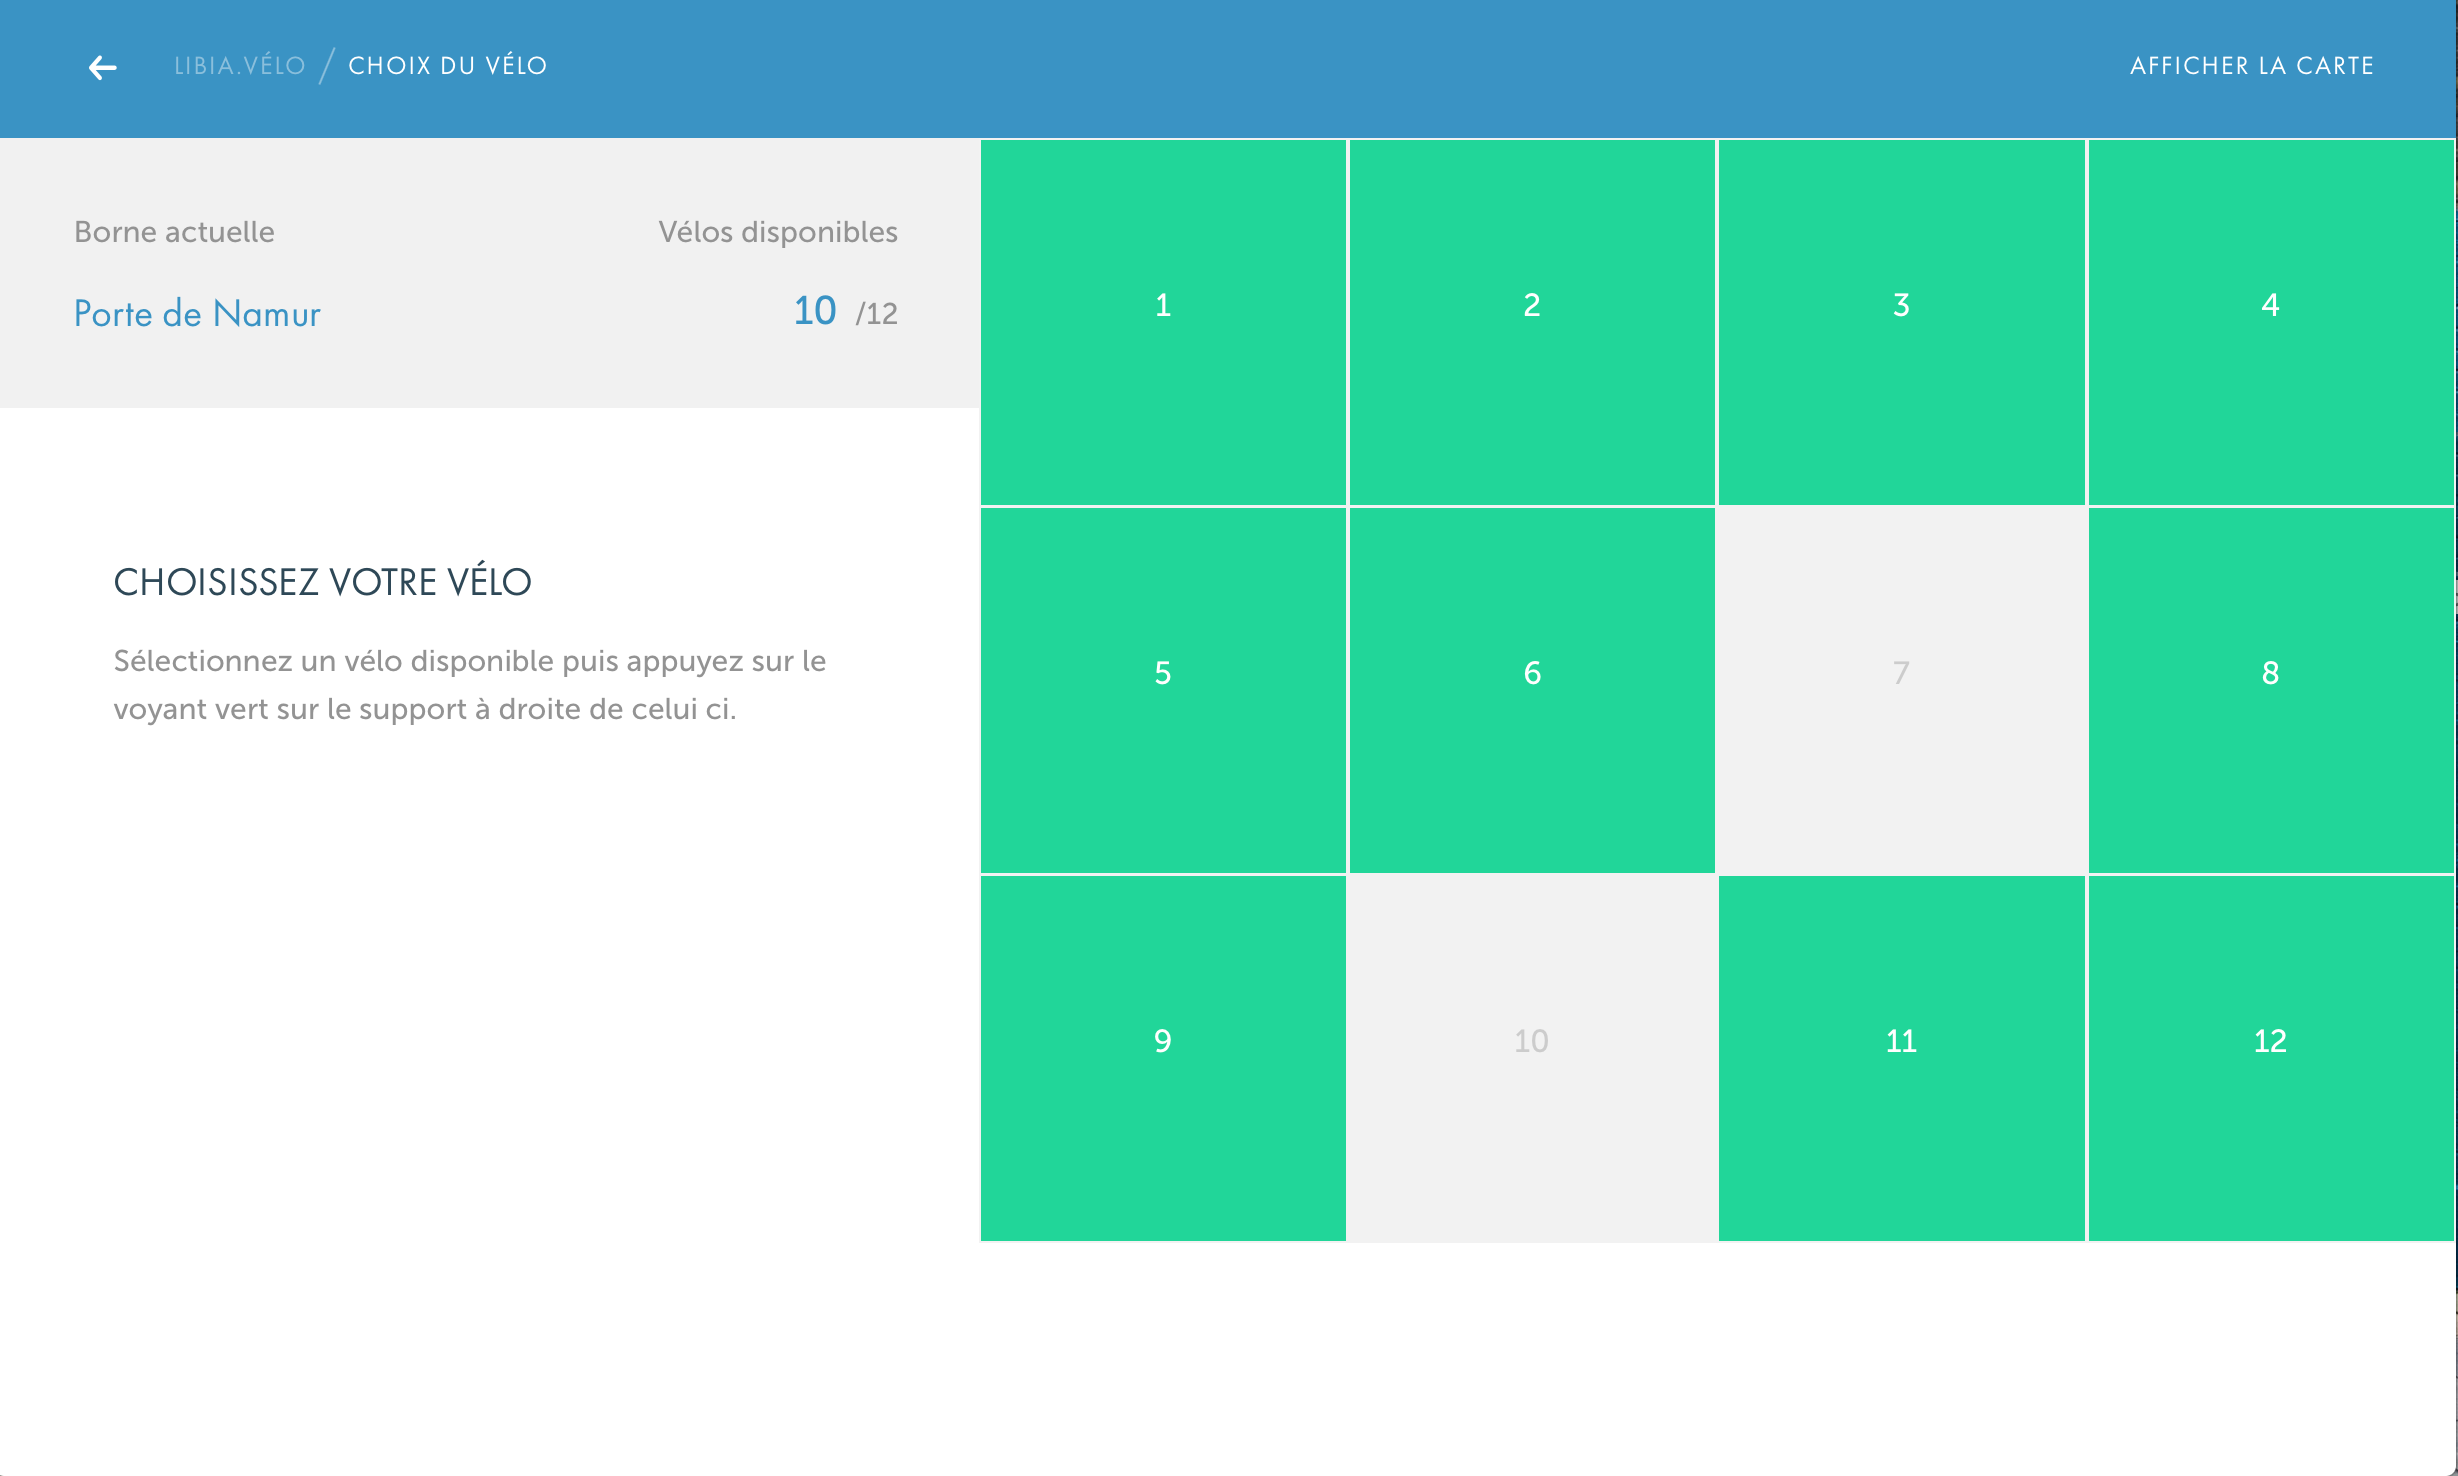 LIBIA.VÉLO / CHOIX DU VÉLO
AFFICHER LA CARTE
Borne actuelle
Porte de Namur
Vélos disponibles
10 /12
CHOISISSEZ VOTRE VÉLO
Sélectionnez un vélo disponible puis appuyez sur le
voyant vert sur le support à droite de celui ci.
1 2 3 4
5 6 7 8
9 10 11 12